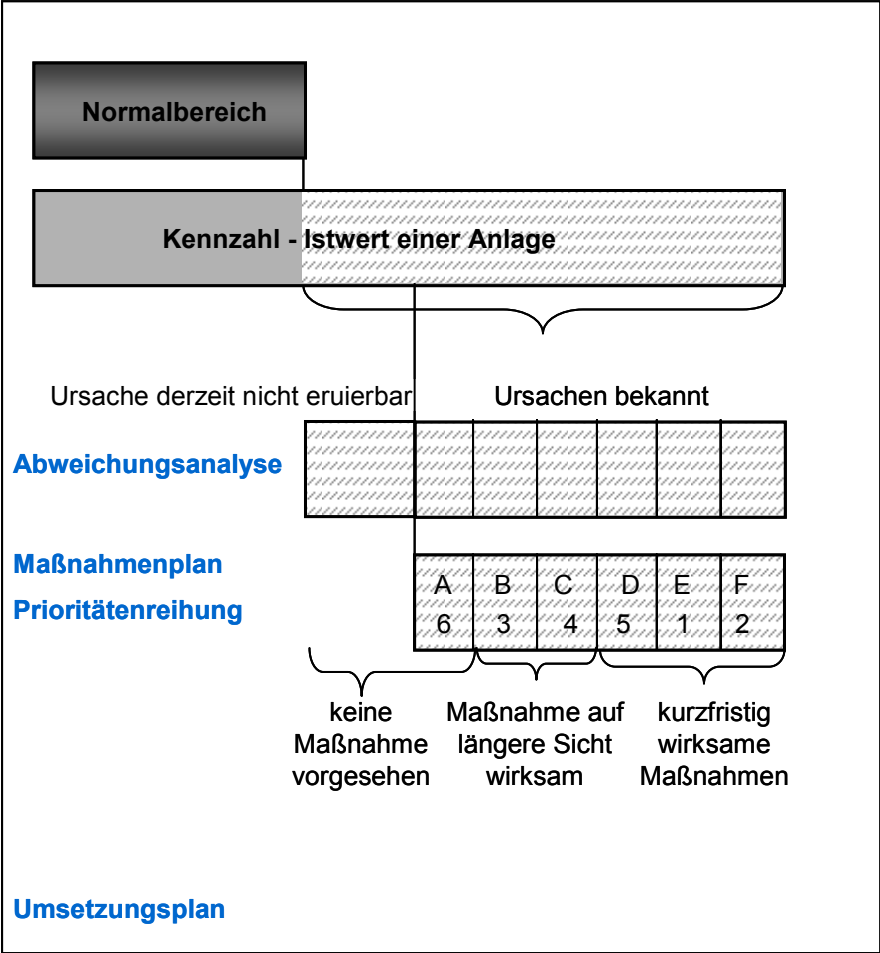 Normalbereich
Kennzahl - Istwert einer Anlage
Ursache derzeit nicht eruierbar
Ursachen bekannt
Abweichungsanalyse
Maßnahmenplan
Prioritätenreihung
A B C D E F
6 3 4 5 1 2
keine
Maßnahme
vorgesehen
Maßnahme auf
längere Sicht
wirksam
kurzfristig
wirksame
Maßnahmen
Umsetzungsplan